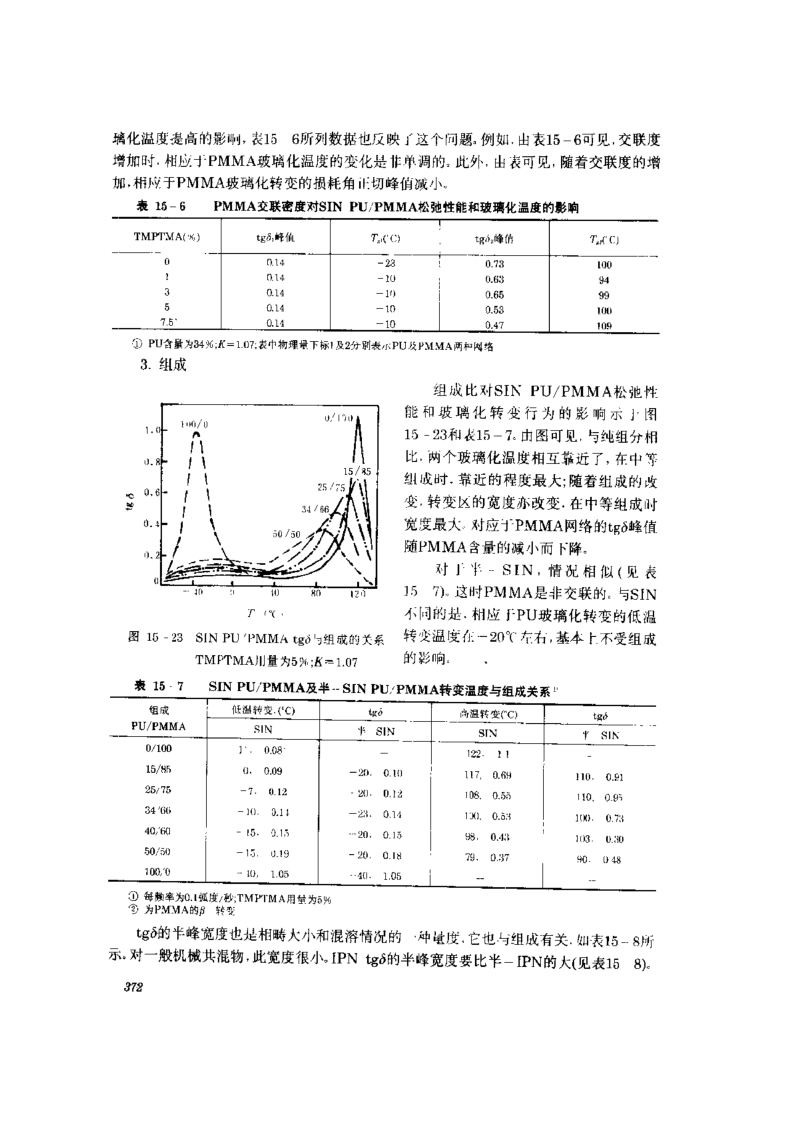 璃化温度提高的影响，表15 6所列数据也反映了这个问题。例如，由表15-6可见，交联度
增加时，相应于PMMA玻璃化温度的变化是非单调的。此外，由表可见，随着交联度的增
加，相应于PMMA玻璃化转变的损耗角正切峰值减小。
表 15-6 PMMA交联密度对SIN PU/PMMA松弛性能和玻璃化温度的影响
TMPTMA(%) tgδ₁峰值 (°C) tgδ₂峰值 (°C)
0 0.14 -23 0.73 100
1 0.14 -10 0.63 94
3 0.14 -10 0.65 99
5 0.14 -10 0.53 100
7.5 0.14 -10 0.47 109
① PU含量为34%;K=1.07;表中物理量下标1及2分别表示PU及PMMA两种网络
3. 组成
组成比对SIN PU/PMMA松弛性
能和玻璃化转变行为的影响示于图
15-23和表15-7。由图可见，与纯组分相
比，两个玻璃化温度相互靠近了，在中等
组成时，靠近的程度最大；随着组成的改
变，转变区的宽度亦改变，在中等组成时
宽度最大。对应于PMMA网络的tgδ峰值
随PMMA含量的减小而下降。
对于半-SIN，情况相似(见表
15 7)。这时PMMA是非交联的。与SIN
不同的是，相应于PU玻璃化转变的低温
转变温度在-20℃左右，基本上不受组成
的影响。
tgδ
1.0
0.8
0.6
0.4
0.2
0
100/0
15/85
25/75
34/66
50/50
-40 0 40 80 120
T
图 15-23 SIN PU/PMMA tgδ与组成的关系
TMPTMA用量为5%;K=1.07
表 15-7 SIN PU/PMMA及半-SIN PU/PMMA转变温度与组成关系
组成 低温转变,(°C) tgδ 高温转变(°C) tgδ
PU/PMMA SIN 半 SIN SIN 半 SIN
0/100 0.08 - 122, -
15/85 0, 0.09 -20, 0.10 117, 0.69 110, 0.91
25/75 -7, 0.12 -20, 0.12 108, 0.55 110, 0.95
34/66 -10, 0.11 -23, 0.14 100, 0.53 100, 0.73
40/60 -15, 0.15 -20, 0.15 98, 0.43 103, 0.30
50/50 -15, 0.19 -20, 0.18 79, 0.37 90, 0.48
100/0 -10, 1.05 -40, 1.05 - -
① 每频率为0.1弧度/秒;TMPTMA用量为5%
② 为PMMA的β 转变
tgδ的半峰宽度也是相畴大小和混溶情况的一种量度，它也与组成有关，如表15-8所
示。对一般机械共混物，此宽度很小。IPN tgδ的半峰宽度要比半-IPN的大(见表15 8)。
372